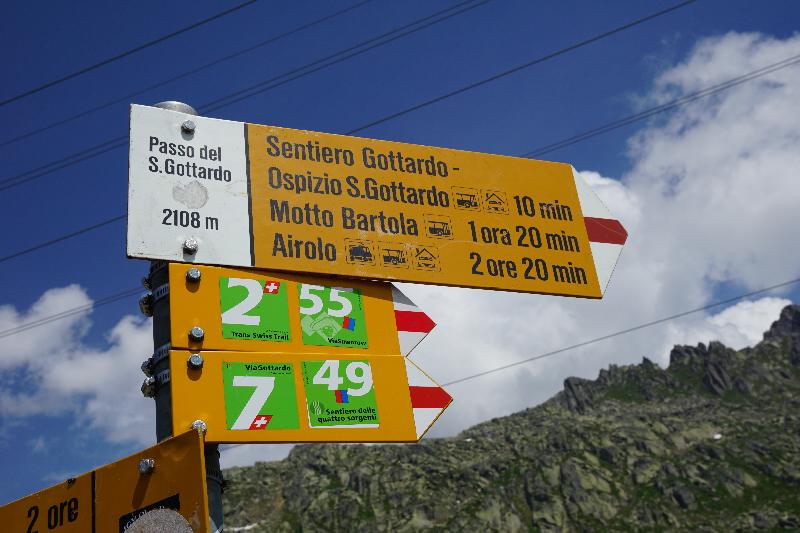 Passo del
S.Gottardo
2108 m
Sentiero Gottardo -
Ospizio S.Gottardo 10 min
Motto Bartola 1 ora 20 min
Airolo 2 ore 20 min
2
Trans Swiss Trail
55
ViaSuworow
ViaGottardo
7
49
Sentiero delle
quattro sorgenti
2 ore